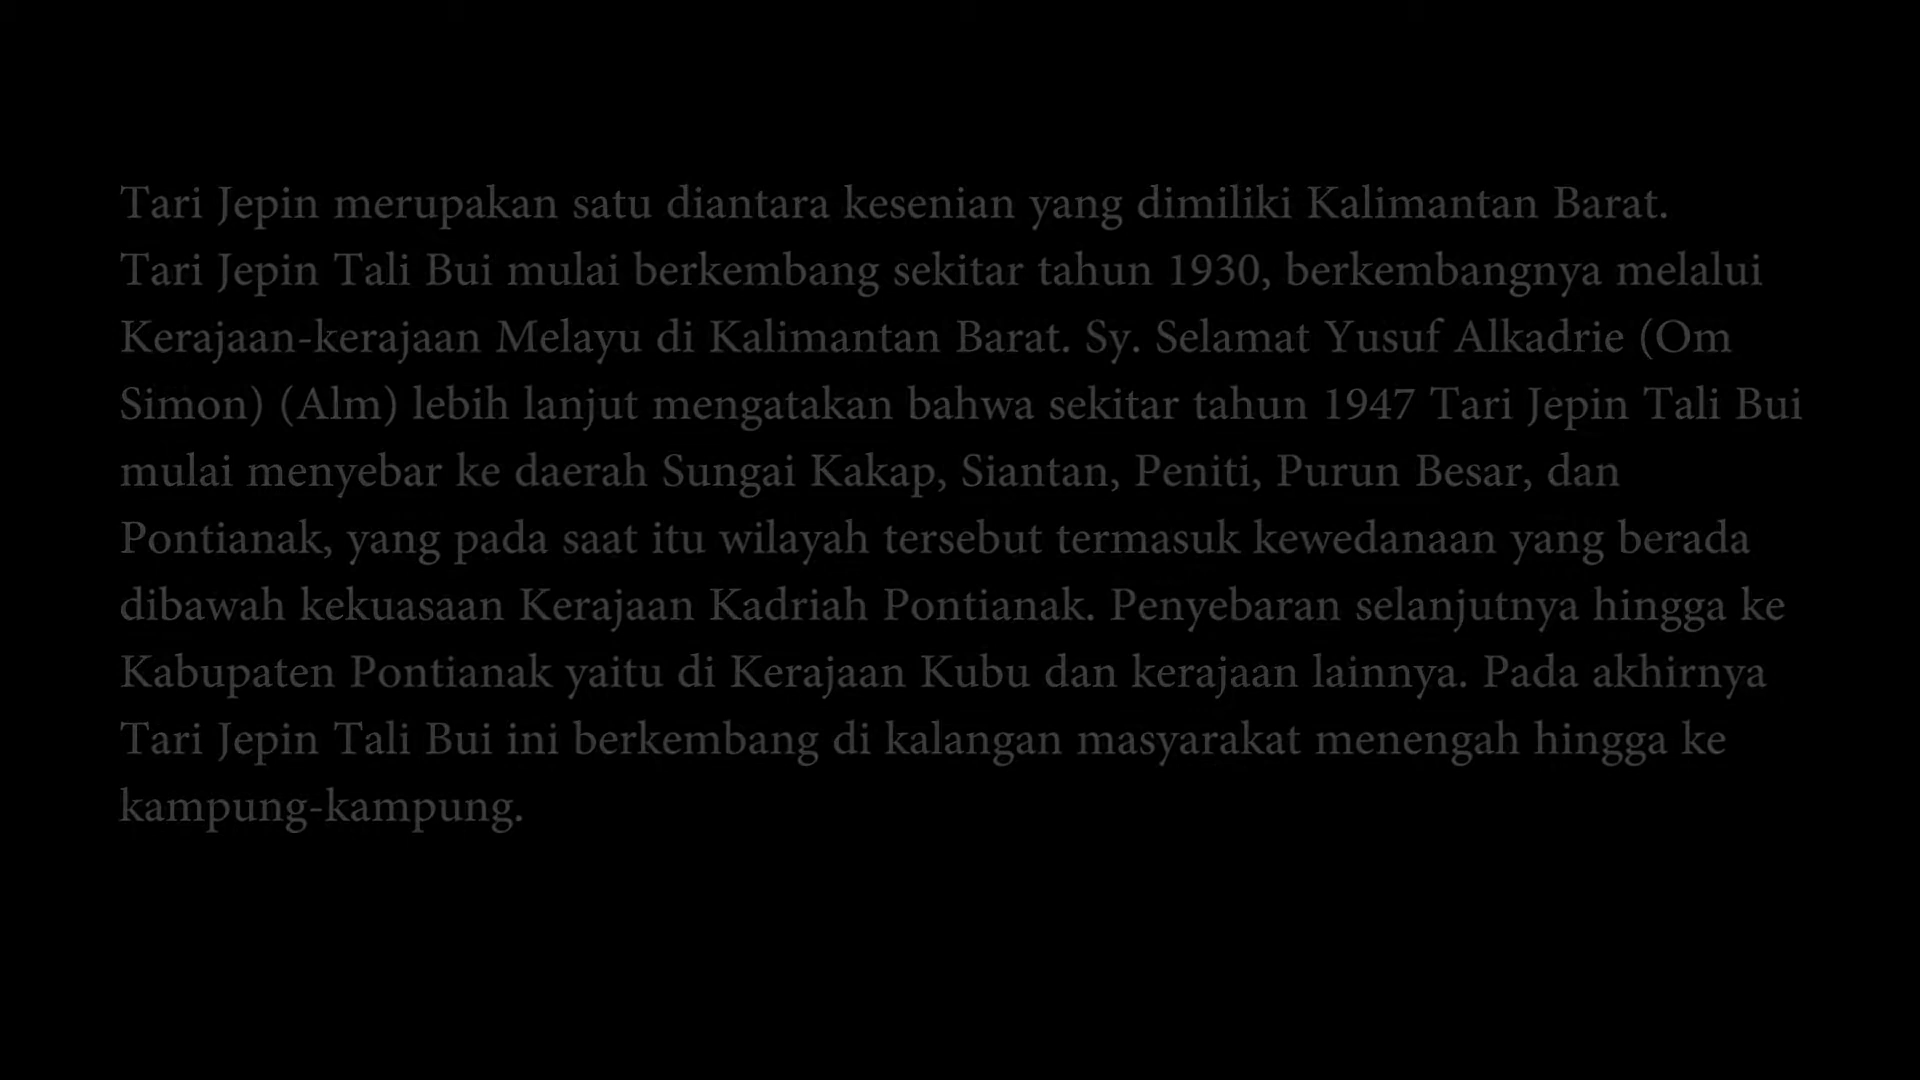 Tari Jepin merupakan satu diantara kesenian yang dimiliki Kalimantan Barat.
Tari Jepin Tali Bui mulai berkembang sekitar tahun 1930, berkembangnya melalui
Kerajaan-kerajaan Melayu di Kalimantan Barat. Sy. Selamat Yusuf Alkadrie (Om
Simon) (Alm) lebih lanjut mengatakan bahwa sekitar tahun 1947 Tari Jepin Tali Bui
mulai menyebar ke daerah Sungai Kakap, Siantan, Peniti, Purun Besar, dan
Pontianak, yang pada saat itu wilayah tersebut termasuk kewedanaan yang berada
dibawah kekuasaan Kerajaan Kadriah Pontianak. Penyebaran selanjutnya hingga ke
Kabupaten Pontianak yaitu di Kerajaan Kubu dan kerajaan lainnya. Pada akhirnya
Tari Jepin Tali Bui ini berkembang di kalangan masyarakat menengah hingga ke
kampung-kampung.